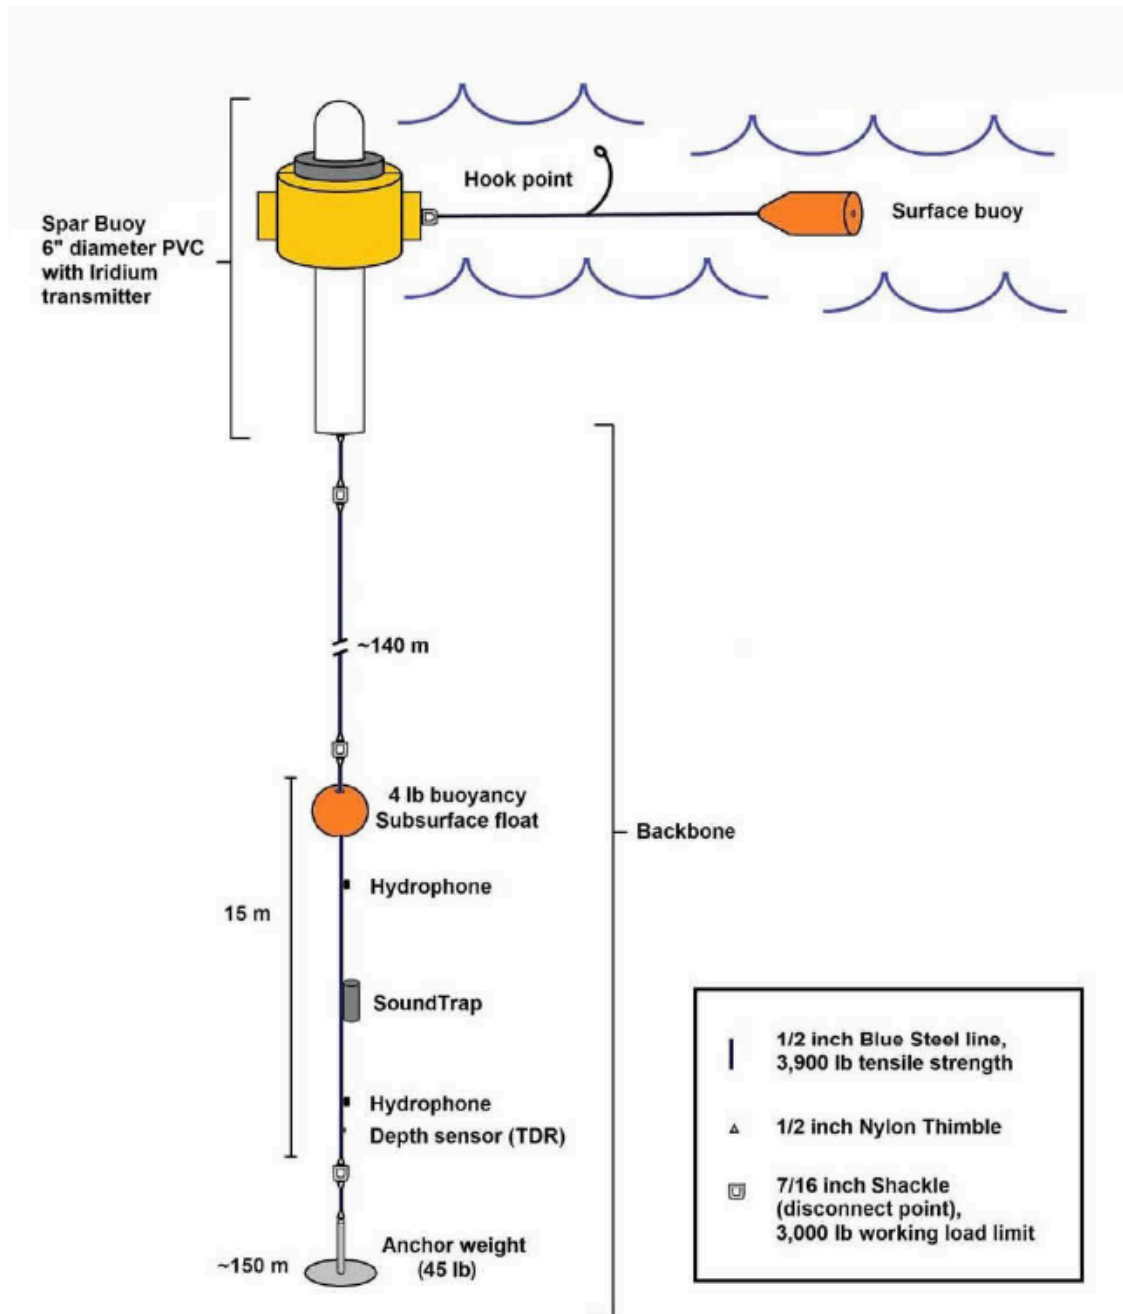 Hook point
Surface buoy
Spar Buoy
6" diameter PVC
with Iridium
transmitter
~140 m
4 lb buoyancy
Subsurface float
Backbone
Hydrophone
15 m
SoundTrap
Hydrophone
Depth sensor (TDR)
Anchor weight
(45 lb)
~150 m
1/2 inch Blue Steel line,
3,900 lb tensile strength
1/2 inch Nylon Thimble
7/16 inch Shackle
(disconnect point),
3,000 lb working load limit